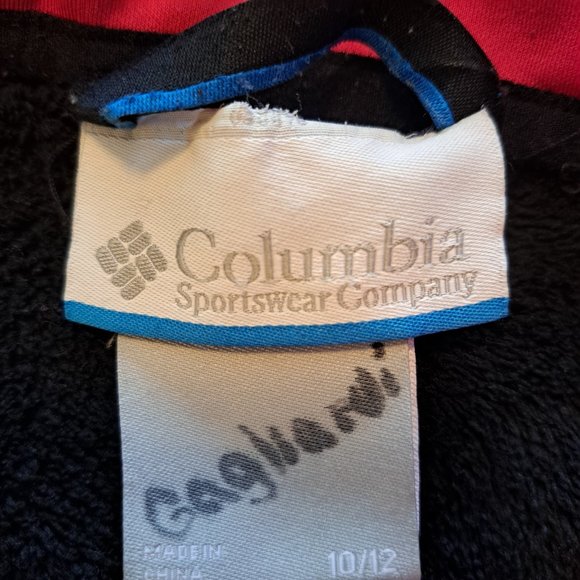 Columbia
Sportswear Company
Gagliardi
MADE IN
CHINA
10/12